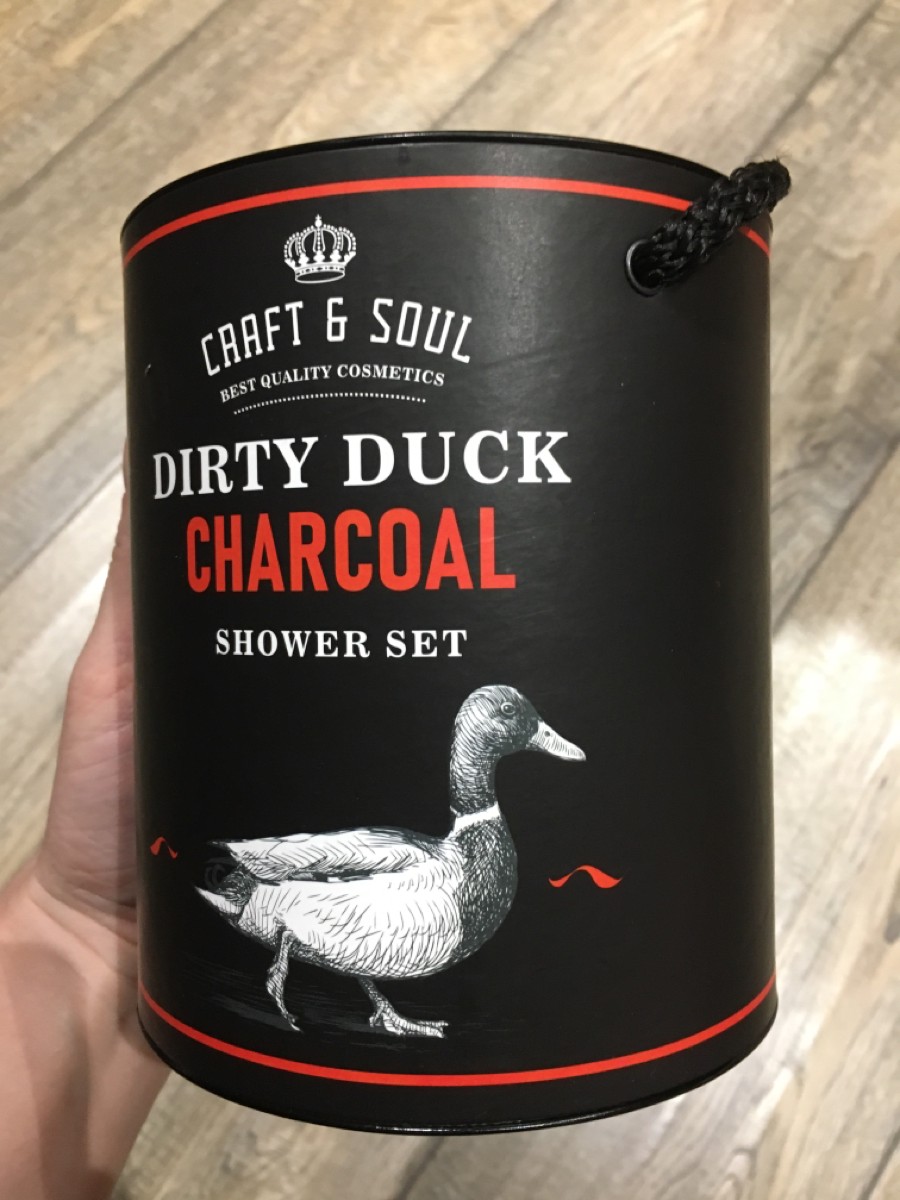 CRAFT & SOUL
BEST QUALITY COSMETICS
DIRTY DUCK
CHARCOAL
SHOWER SET